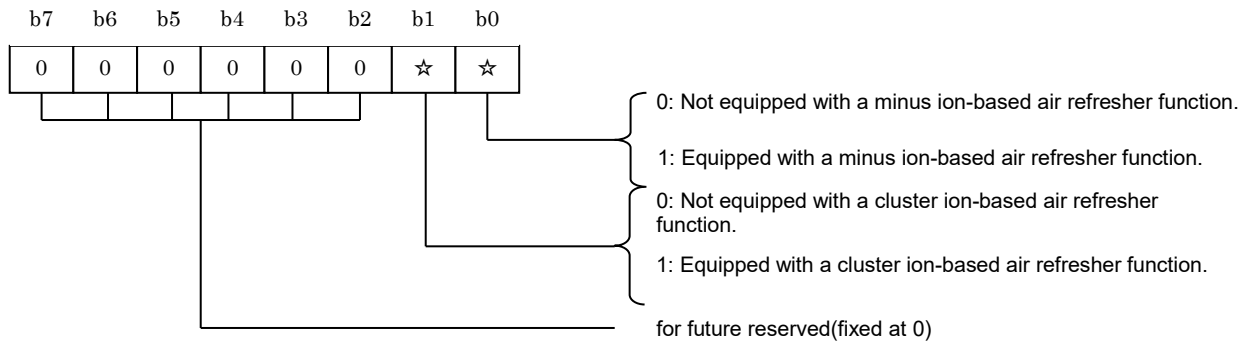 b7 b6 b5 b4 b3 b2 b1 b0
0 0 0 0 0 0 ☆ ☆
0: Not equipped with a minus ion-based air refresher function.
1: Equipped with a minus ion-based air refresher function.
0: Not equipped with a cluster ion-based air refresher
function.
1: Equipped with a cluster ion-based air refresher function.
for future reserved(fixed at 0)